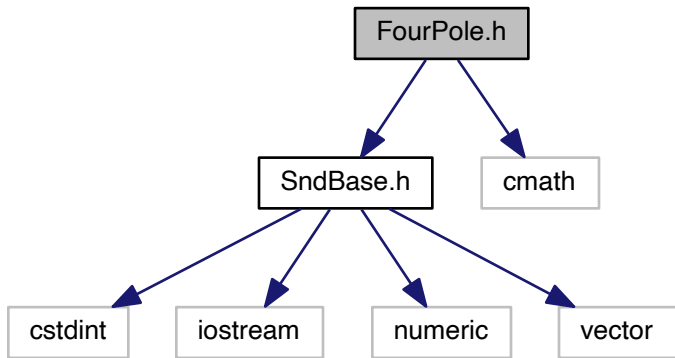 FourPole.h
SndBase.h
cmath
cstdint
iostream
numeric
vector